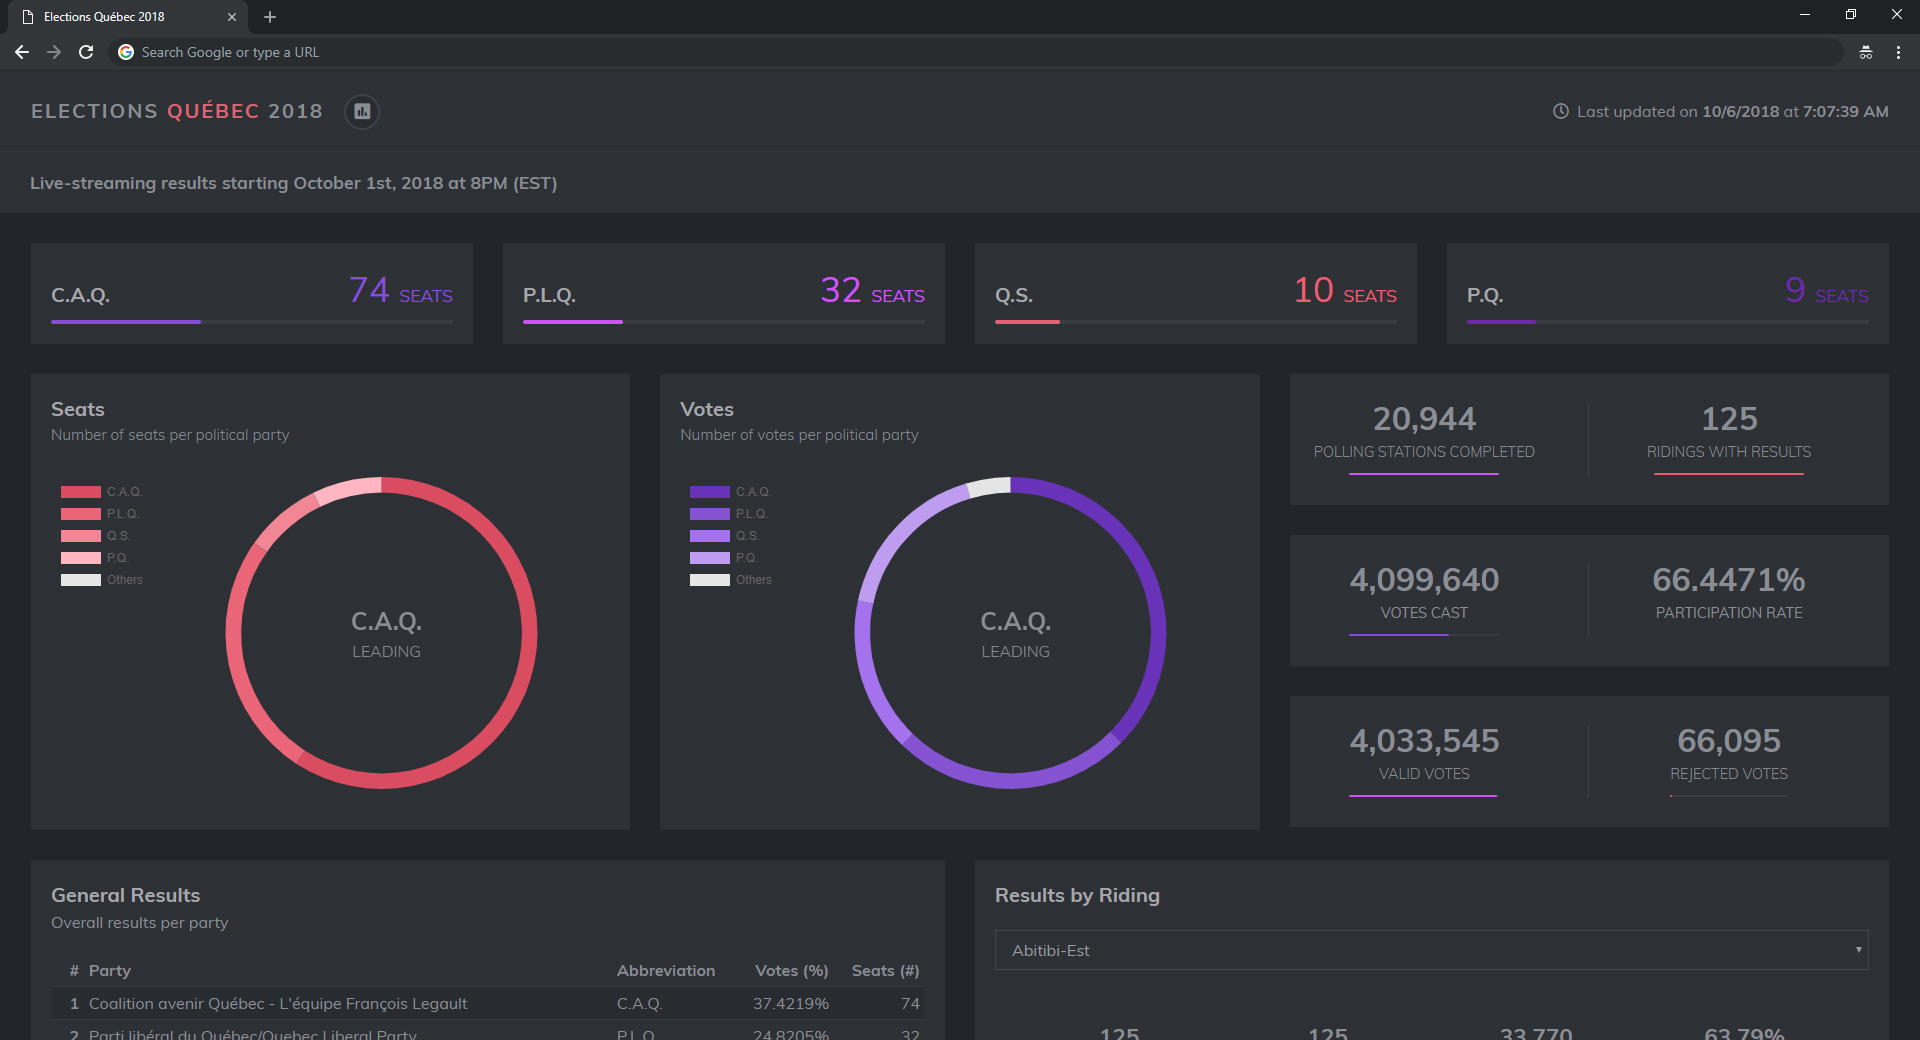 Elections Québec 2018
Search Google or type a URL
ELECTIONS QUÉBEC 2018
Last updated on 10/6/2018 at 7:07:39 AM
Live-streaming results starting October 1st, 2018 at 8PM (EST)
C.A.Q. 74 SEATS
P.L.Q. 32 SEATS
Q.S. 10 SEATS
P.Q. 9 SEATS
Seats
Number of seats per political party
C.A.Q.
P.L.Q.
Q.S.
P.Q.
Others
C.A.Q.
LEADING
Votes
Number of votes per political party
C.A.Q.
P.L.Q.
Q.S.
P.Q.
Others
C.A.Q.
LEADING
20,944
POLLING STATIONS COMPLETED
125
RIDINGS WITH RESULTS
4,099,640
VOTES CAST
66.4471%
PARTICIPATION RATE
4,033,545
VALID VOTES
66,095
REJECTED VOTES
General Results
Overall results per party
# Party Abbreviation Votes (%) Seats (#)
1 Coalition avenir Québec - L'équipe François Legault C.A.Q. 37.4219% 74
2 Parti libéral du Québec/Quebec Liberal Party P.L.Q. 24.8205% 32
Results by Riding
Abitibi-Est
125 125 33,770 63.79%